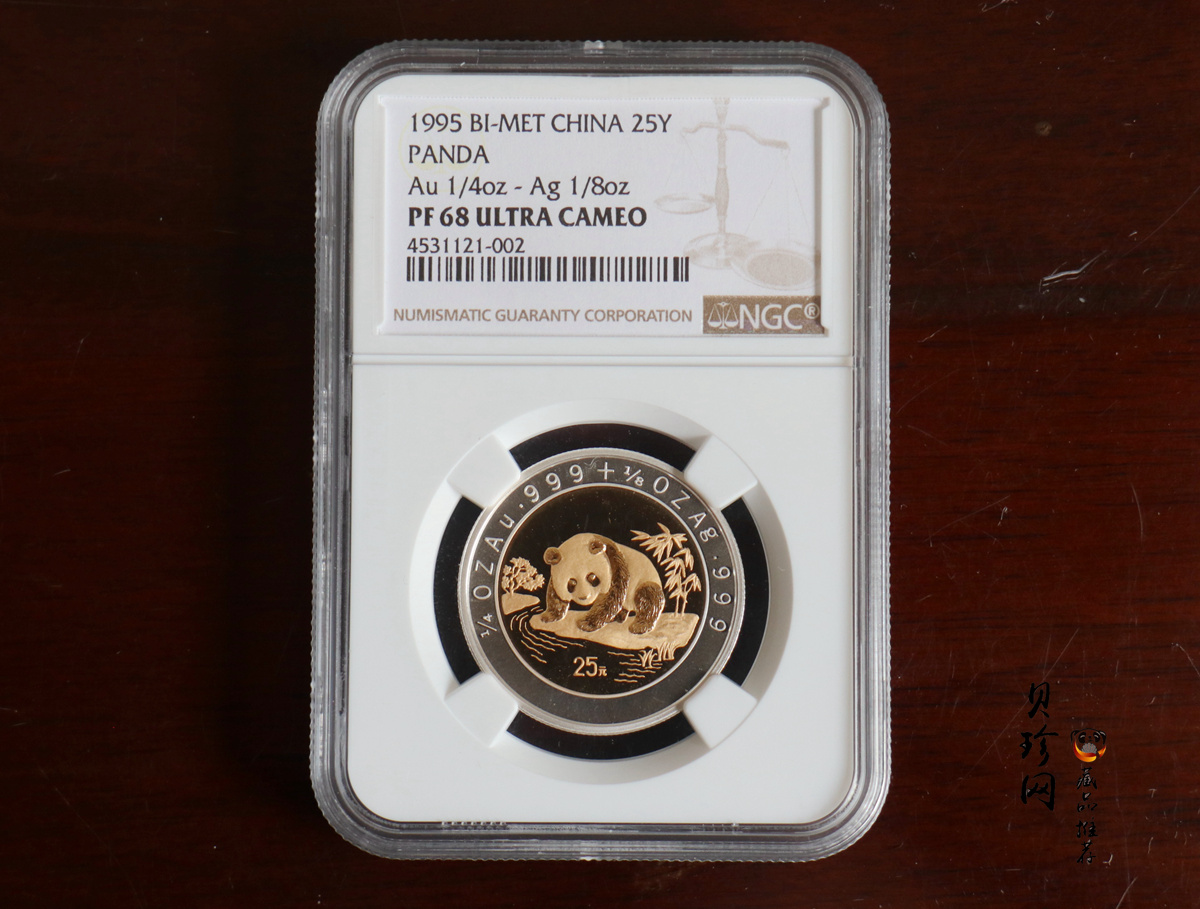 1995 BI-MET CHINA 25Y
PANDA
Au 1/4oz - Ag 1/8oz
PF 68 ULTRA CAMEO
4531121-002
NUMISMATIC GUARANTY CORPORATION
NGC®
¼ OZ Au .999 + ⅛ OZ Ag .999
25元
贝珍网
藏品推荐